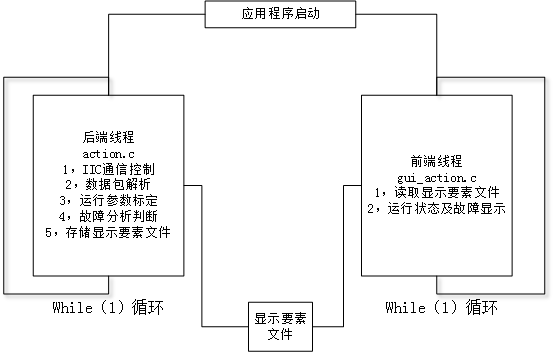 应用程序启动
后端线程
action.c
1，IIC通信控制
2，数据包解析
3，运行参数标定
4，故障分析判断
5，存储显示要素文件
While（1）循环
前端线程
gui_action.c
1，读取显示要素文件
2，运行状态及故障显示
While（1）循环
显示要素
文件